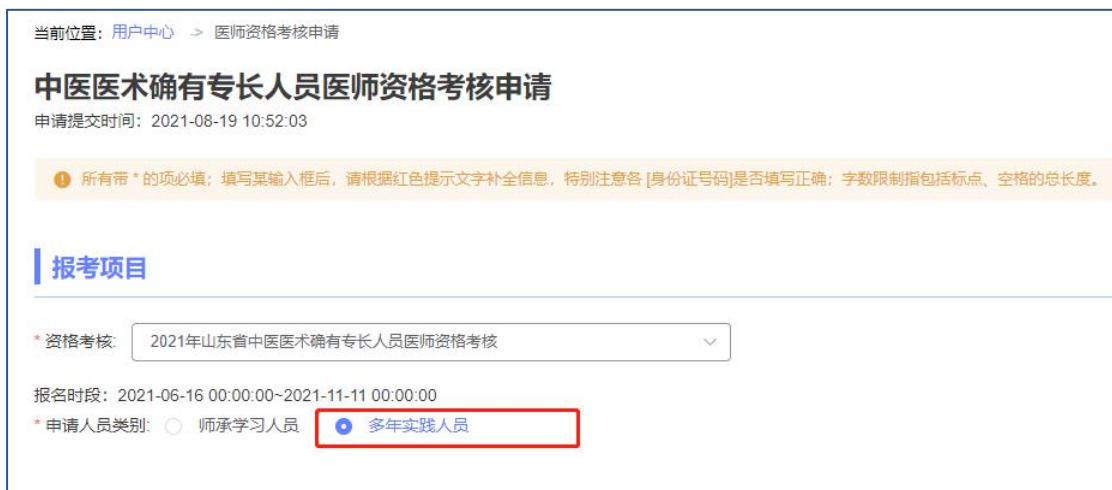 当前位置：用户中心 -> 医师资格考核申请
中医医术确有专长人员医师资格考核申请
申请提交时间：2021-08-19 10:52:03
所有带 * 的项必填；填写某输入框后，请根据红色提示文字补全信息，特别注意各 [身份证号码]是否填写正确；字数限制指包括标点、空格的总长度。
报考项目
* 资格考核: 2021年山东省中医医术确有专长人员医师资格考核
报名时段：2021-06-16 00:00:00~2021-11-11 00:00:00
* 申请人员类别: 师承学习人员 多年实践人员